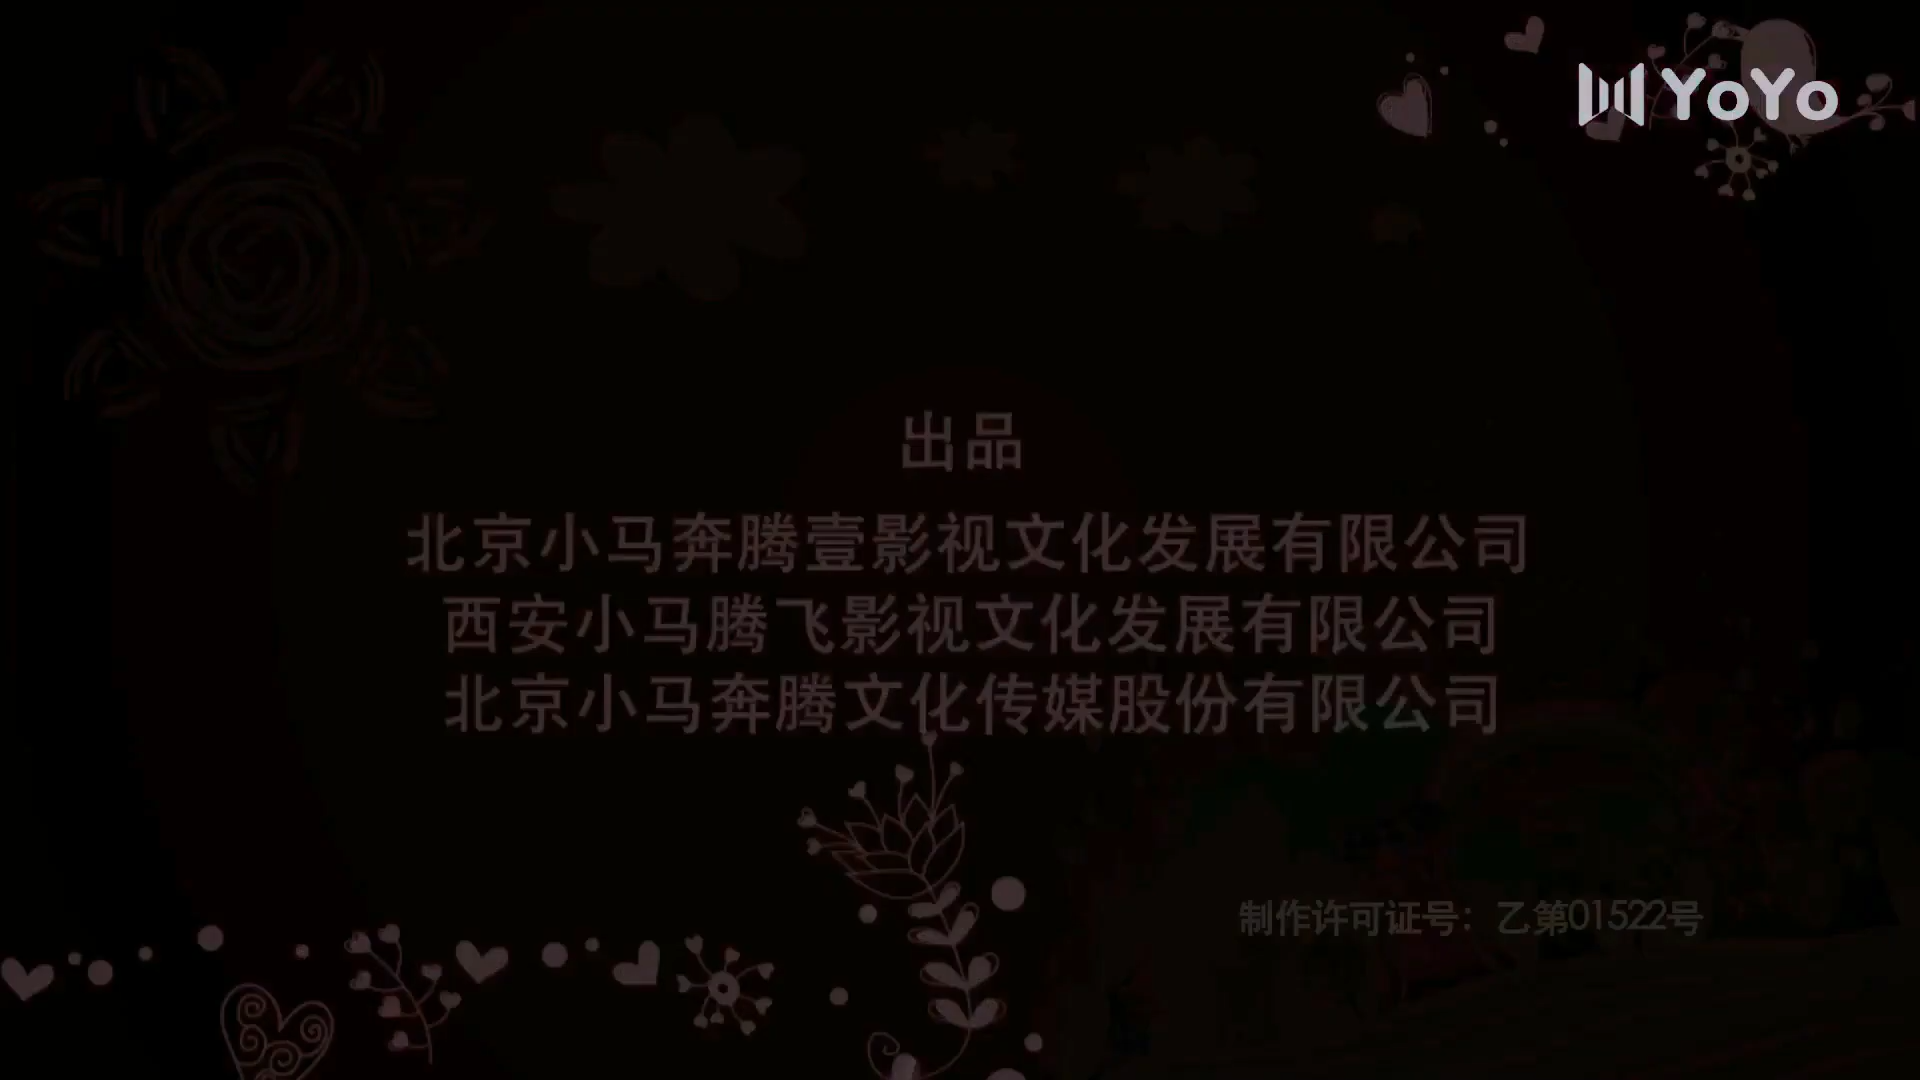 YoYo
出品
北京小马奔腾壹影视文化发展有限公司
西安小马腾飞影视文化发展有限公司
北京小马奔腾文化传媒股份有限公司
制作许可证号：乙第01522号